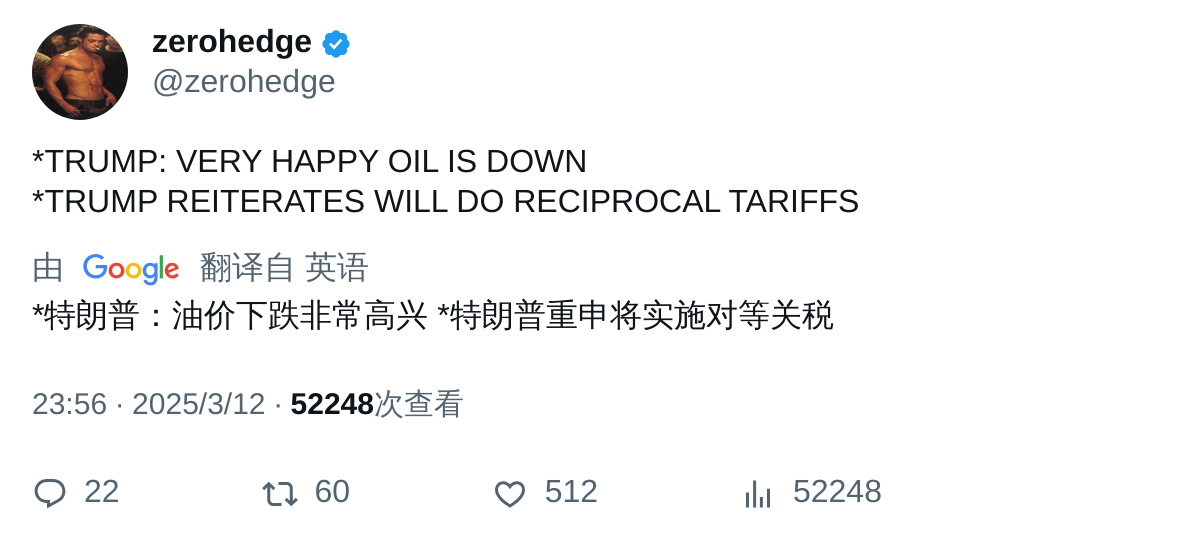 zerohedge
@zerohedge
*TRUMP: VERY HAPPY OIL IS DOWN
*TRUMP REITERATES WILL DO RECIPROCAL TARIFFS
由 Google 翻译自 英语
*特朗普：油价下跌非常高兴 *特朗普重申将实施对等关税
23:56 · 2025/3/12 · 52248次查看
22 60 512 52248